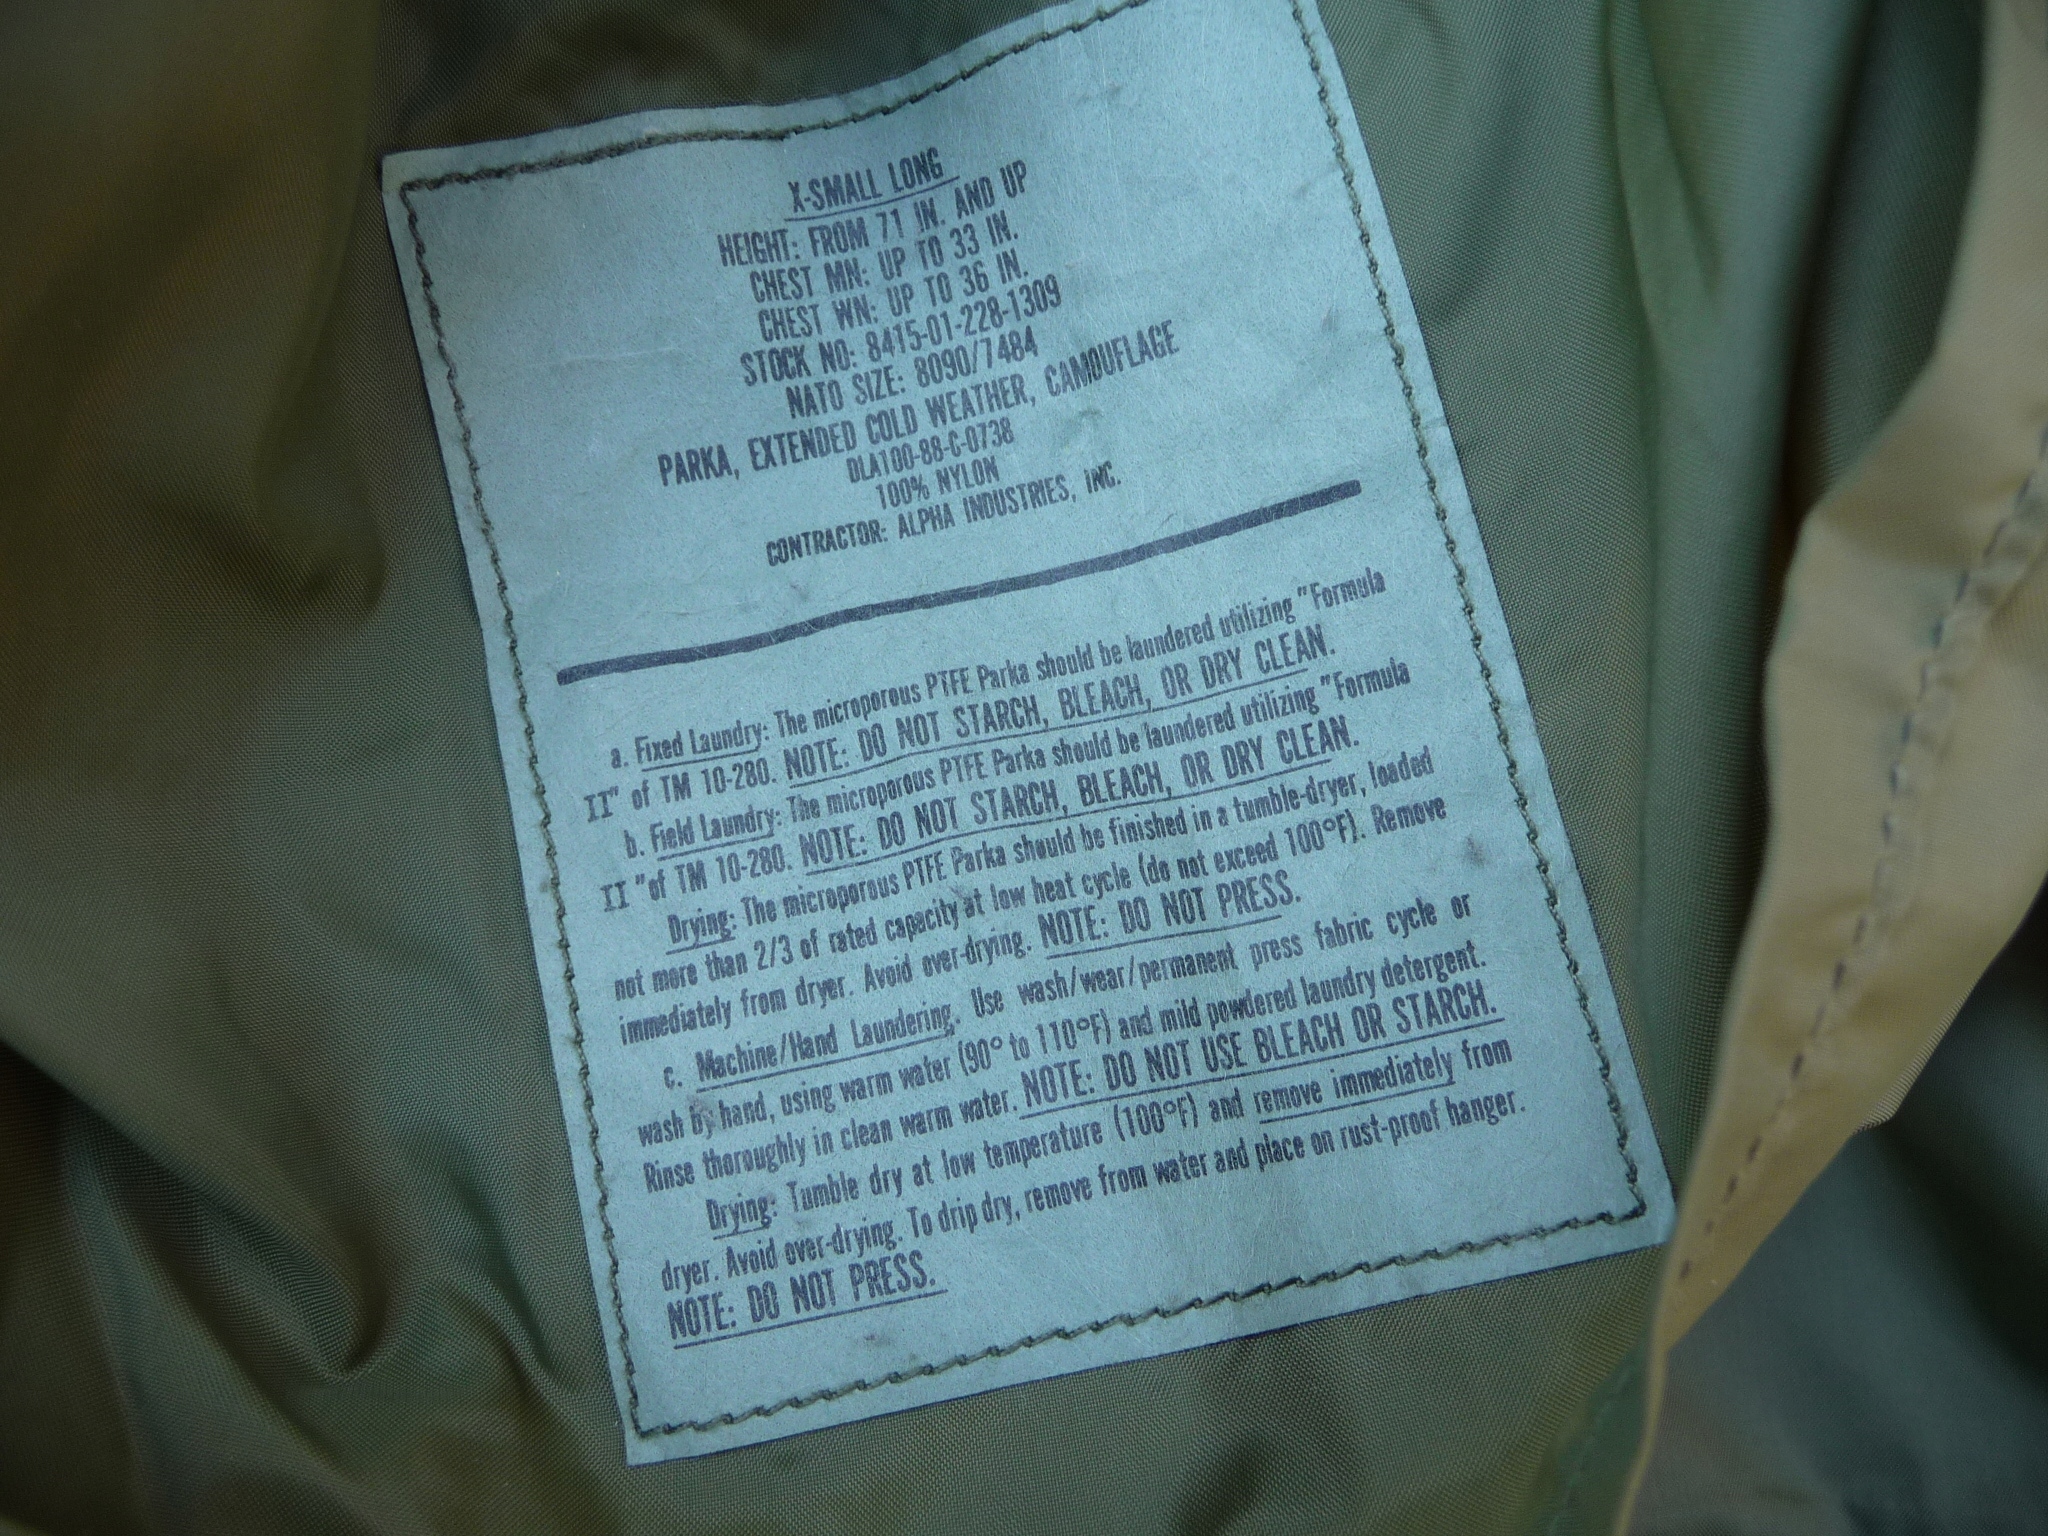 X-SMALL LONG
HEIGHT: FROM 71 IN. AND UP
CHEST MN: UP TO 33 IN.
CHEST WN: UP TO 36 IN.
STOCK NO: 8415-01-228-1309
NATO SIZE: 8090/7484
PARKA, EXTENDED COLD WEATHER, CAMOUFLAGE
DLA100-88-C-0738
100% NYLON
CONTRACTOR: ALPHA INDUSTRIES, INC.
a. Fixed Laundry: The microporous PTFE Parka should be laundered utilizing "Formula
II" of TM 10-280. NOTE: DO NOT STARCH, BLEACH, OR DRY CLEAN.
b. Field Laundry: The microporous PTFE Parka should be laundered utilizing "Formula
II "of TM 10-280. NOTE: DO NOT STARCH, BLEACH, OR DRY CLEAN.
Drying: The microporous PTFE Parka should be finished in a tumble-dryer, loaded
not more than 2/3 of rated capacity at low heat cycle (do not exceed 100°F). Remove
immediately from dryer. Avoid over-drying. NOTE: DO NOT PRESS.
c. Machine/Hand Laundering. Use wash/wear/permanent press fabric cycle or
wash by hand, using warm water (90° to 110°F) and mild powdered laundry detergent.
Rinse thoroughly in clean warm water. NOTE: DO NOT USE BLEACH OR STARCH.
Drying: Tumble dry at low temperature (100°F) and remove immediately from
dryer. Avoid over-drying. To drip dry, remove from water and place on rust-proof hanger.
NOTE: DO NOT PRESS.